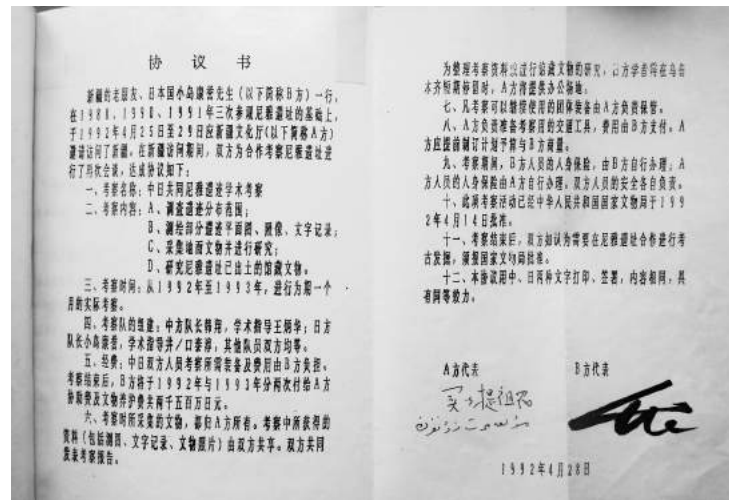 协 议 书
新疆的老朋友、日本国小岛康誉先生（以下简称B方）一行，
在1988、1990、1991年三次参观尼雅遗址的基础上，
于1992年4月25日至29日应新疆文化厅（以下简称A方）
邀请访问了新疆。在新疆访问期间，双方为合作考察尼雅遗址进
行了多次会谈，达成协议如下：
一、考察名称：中日共同尼雅遗迹学术考察
二、考察内容：A、调查遗迹分布范围；
B、测绘部分遗迹平面图、照像、文字记录；
C、采集地面文物并进行研究；
D、研究尼雅遗址已出土的馆藏文物。
三、考察时间：从1992年至1993年，进行为期一个
月的实际考察。
四、考察队的组建：中方队长韩翔，学术指导王炳华；日方
队长小岛康誉，学术指导井ノ口泰淳，其他队员双方均等。
五、经费：中日双方人员考察所需装备及费用由B方负担。
考察结束后，B方将于1992年与1993年分两次付给A方
协助费及文物养护费共两千五百万日元。
六、考察时所采集的文物，都归A方所有。考察中所获得的
资料（包括测图、文字记录、文物照片）由双方共享。双方共同
发表考察报告。
为整理考察资料或进行馆藏文物的研究，B方学者需在乌鲁
木齐短期停留时，A方将提供办公场地；
七、凡考察可以继续使用的团体装备由A方负责保管。
八、A方负责准备考察用的交通工具，费用由B方支付。A
方应提前制订计划予算与B方商量。
九、考察期间，B方人员的人身保险，由B方自行办理；A
方人员的人身保险由A方自行办理，双方人员的安全各自负责。
十、此项考察活动已经中华人民共和国国家文物局于199
2年4月14日批准。
十一、考察结束后，双方如认为需要在尼雅遗址合作进行考
古发掘，须报国家文物局批准。
十二、本协议用中、日两种文字打印、签署，内容相同，具
有同等效力。
A方代表 B方代表
1992年4月28日